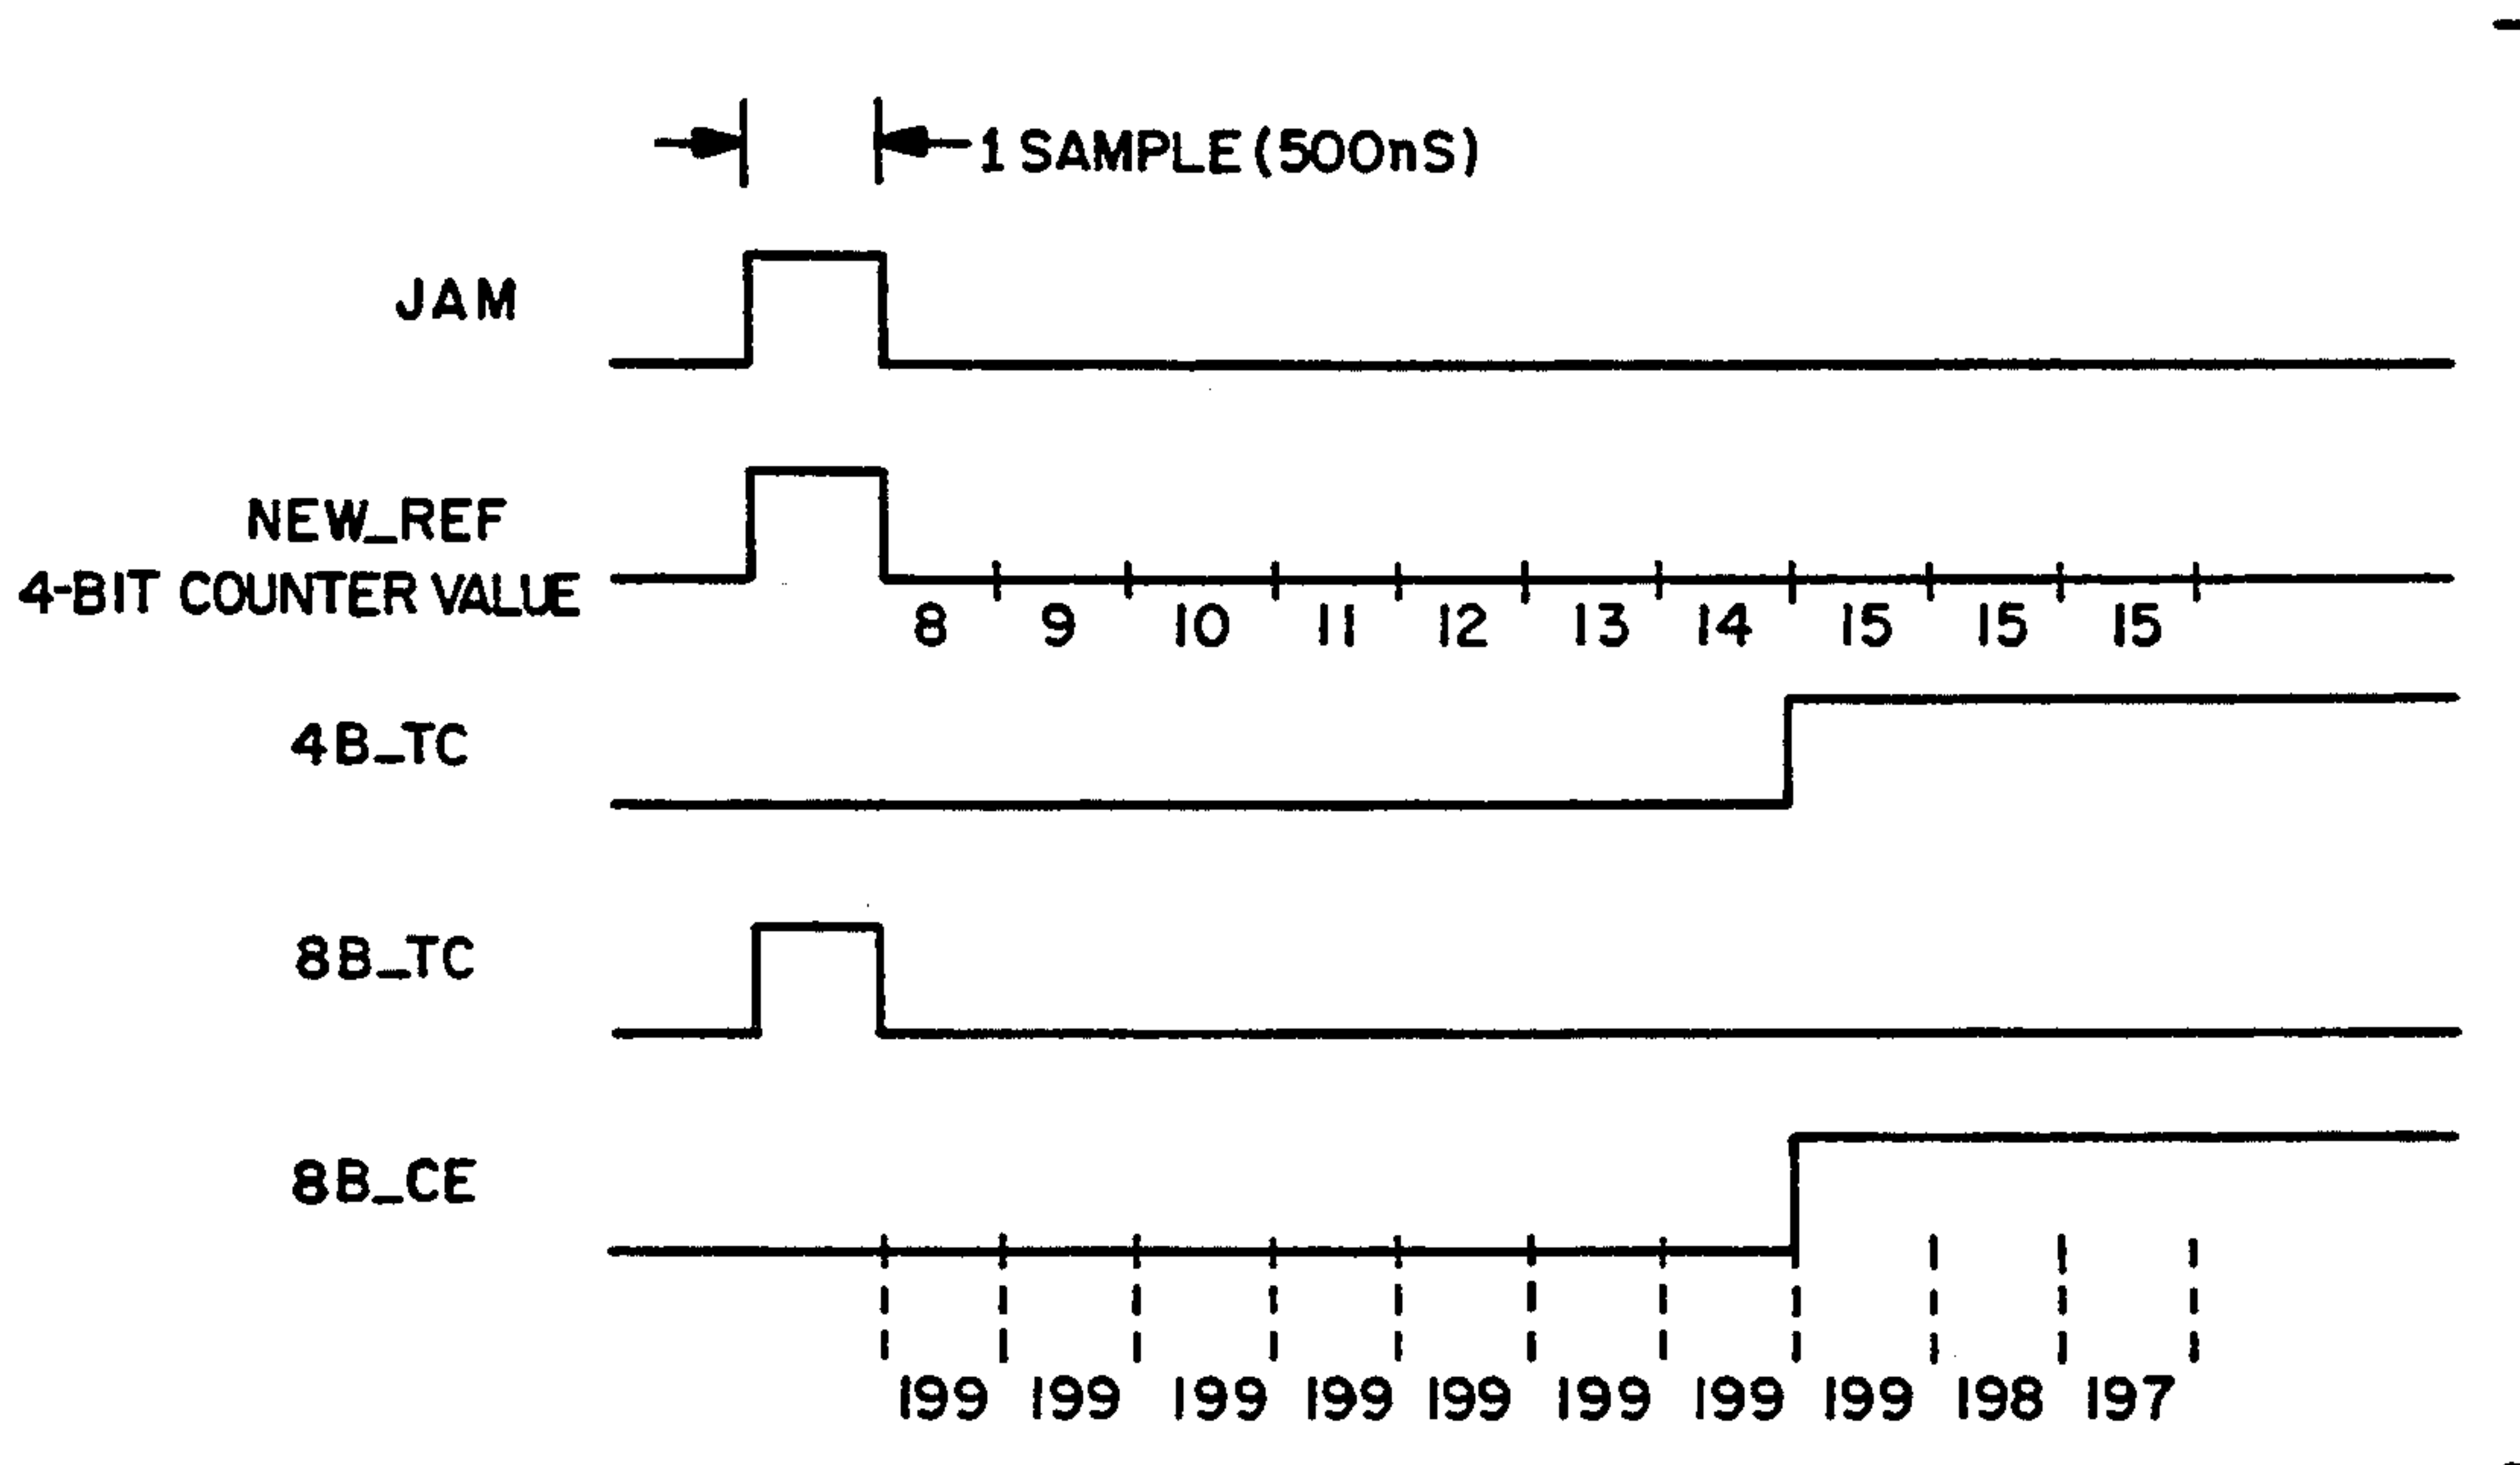 1 SAMPLE (500nS)
JAM
NEW_REF
4-BIT COUNTER VALUE
8 9 10 11 12 13 14 15 15 15
4B_TC
8B_TC
8B_CE
199 199 199 199 199 199 199 199 198 197